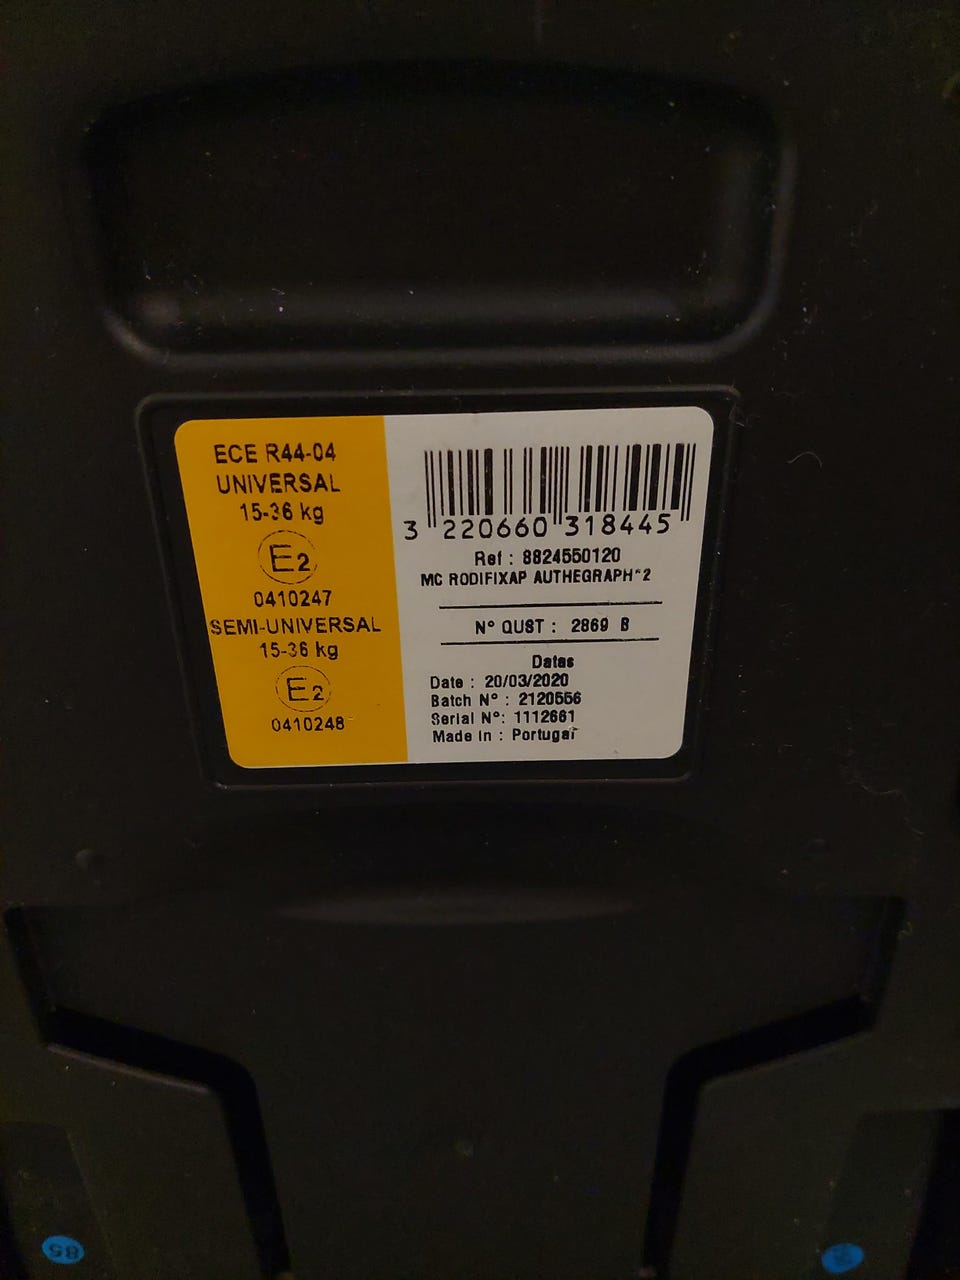 ECE R44-04
UNIVERSAL
15-36 kg
E2
0410247
SEMI-UNIVERSAL
15-36 kg
E2
0410248
3 220660 318445
Ref : 8824550120
MC RODIFIXAP AUTHEGRAPH*2
N° QUST : 2869 B
Datas
Date : 20/03/2020
Batch N° : 2120556
Serial N°: 1112661
Made in : Portugal
85